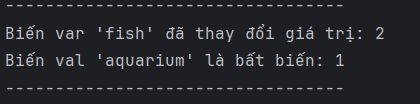 ----------------------------------
Biến var 'fish' đã thay đổi giá trị: 2
Biến val 'aquarium' là bất biến: 1
----------------------------------